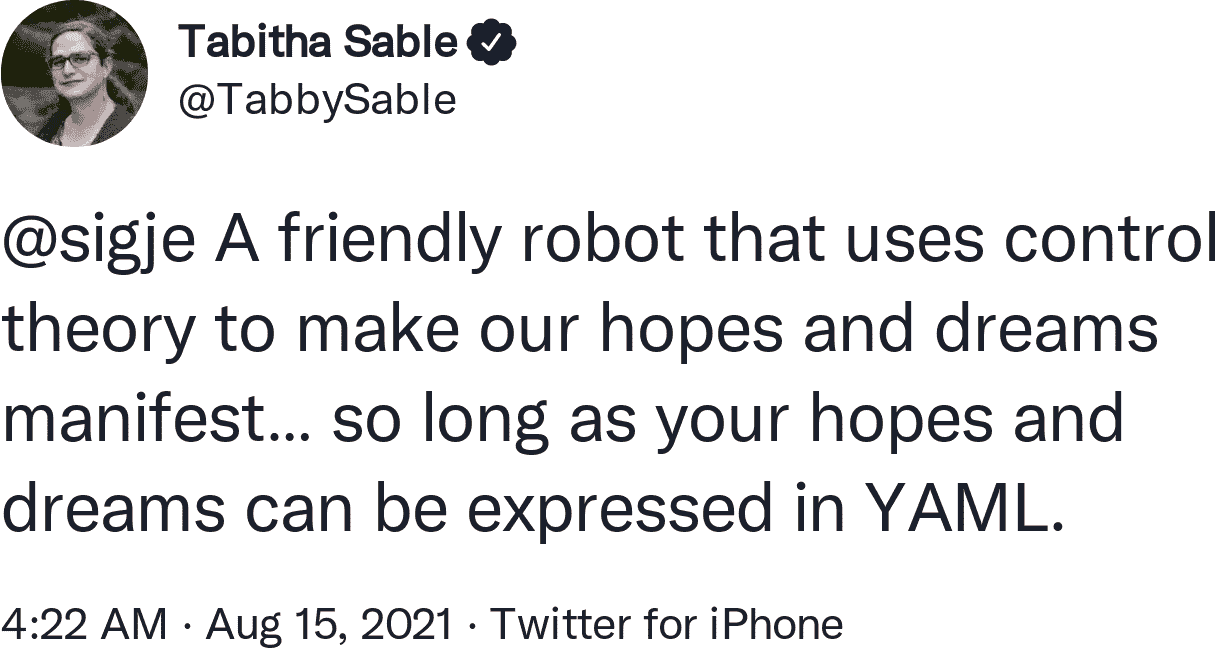 Tabitha Sable
@TabbySable
@sigje A friendly robot that uses control
theory to make our hopes and dreams
manifest... so long as your hopes and
dreams can be expressed in YAML.
4:22 AM · Aug 15, 2021 · Twitter for iPhone